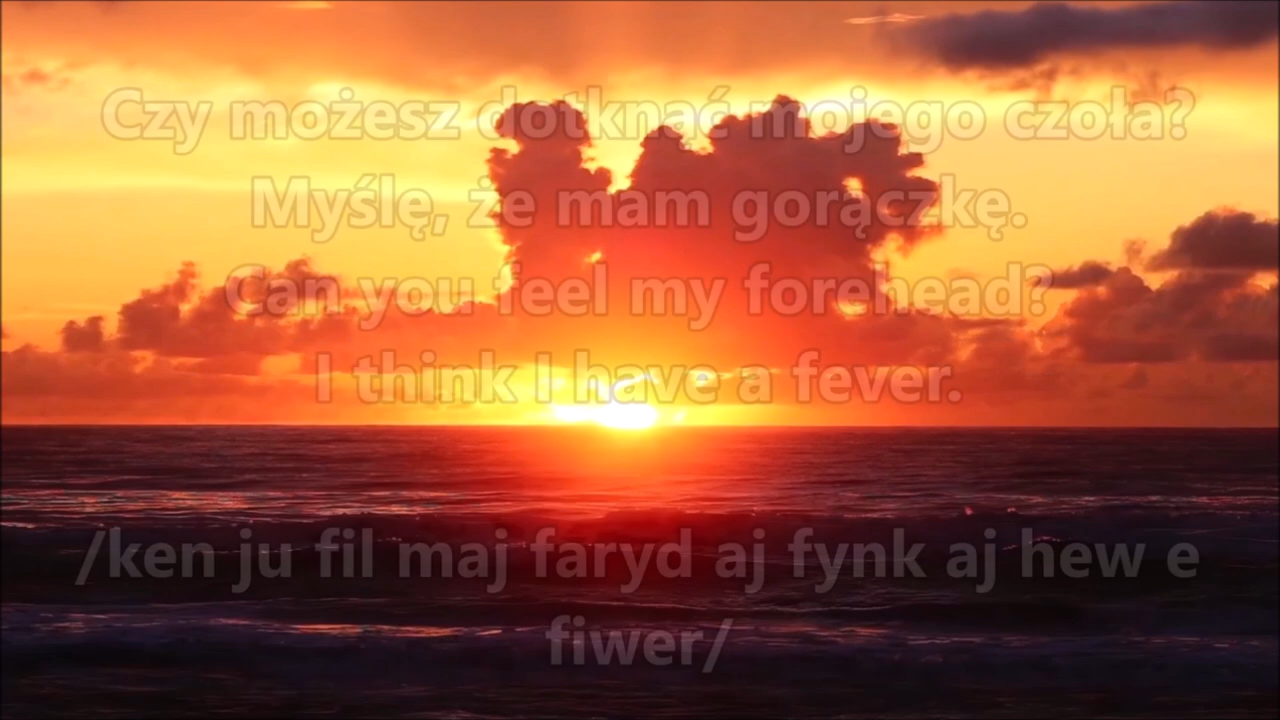 Czy możesz dotknąć mojego czoła?
Myślę, że mam gorączkę.
Can you feel my forehead?
I think I have a fever.
/ken ju fil maj faryd aj fynk aj hew e
fiwer/